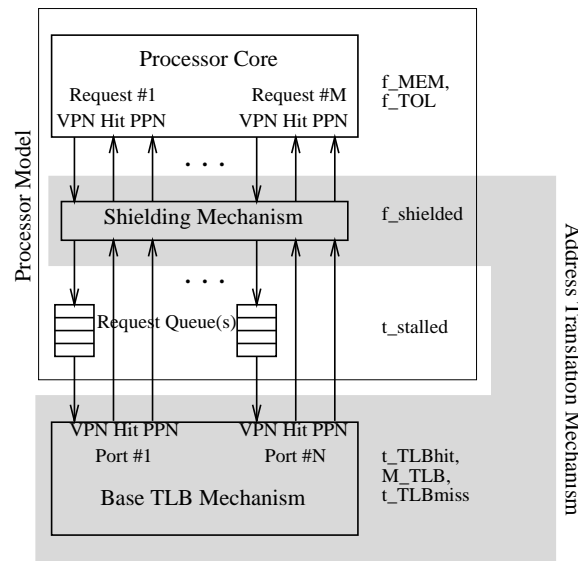 Processor Core
Request #1
Request #M
VPN Hit PPN
VPN Hit PPN
f_MEM,
f_TOL
. . .
Shielding Mechanism
f_shielded
. . .
Request Queue(s)
t_stalled
VPN Hit PPN
VPN Hit PPN
Port #1
Port #N
Base TLB Mechanism
t_TLBhit,
M_TLB,
t_TLBmiss
Processor Model
Address Translation Mechanism